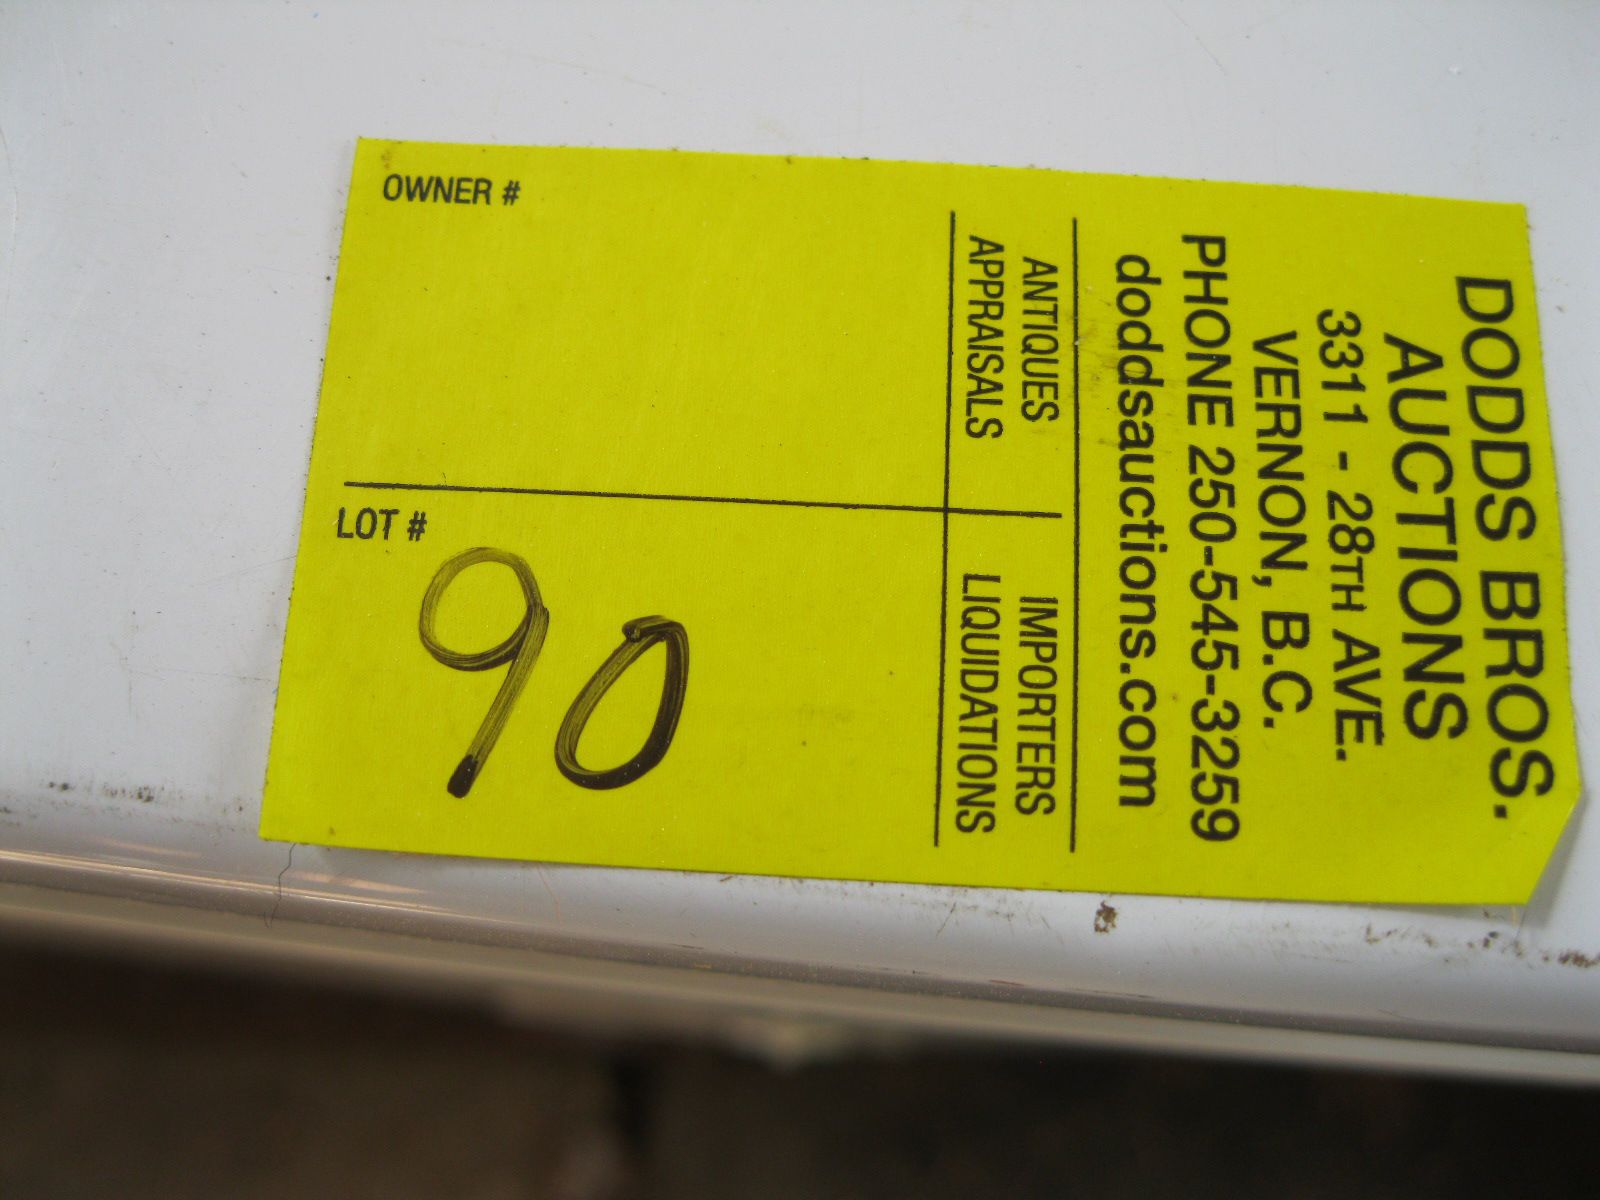 DODDS BROS.
AUCTIONS
3311 - 28TH AVE.
VERNON, B.C.
PHONE 250-545-3259
doddsauctions.com
ANTIQUES
APPRAISALS
IMPORTERS
LIQUIDATIONS
OWNER #
LOT #
90